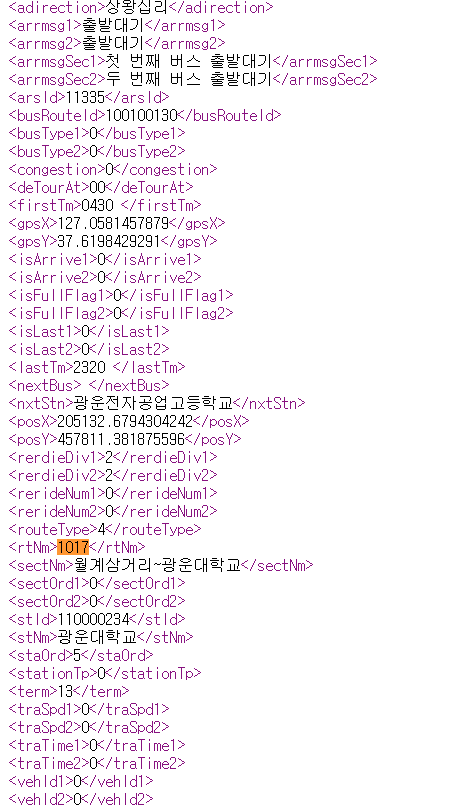 <adirection>상왕십리</adirection>
<arrmsg1>출발대기</arrmsg1>
<arrmsg2>출발대기</arrmsg2>
<arrmsgSec1>첫 번째 버스 출발대기</arrmsgSec1>
<arrmsgSec2>두 번째 버스 출발대기</arrmsgSec2>
<arsId>11335</arsId>
<busRouteId>100100130</busRouteId>
<busType1>0</busType1>
<busType2>0</busType2>
<congestion>0</congestion>
<deTourAt>00</deTourAt>
<firstTm>0430 </firstTm>
<gpsX>127.0581457879</gpsX>
<gpsY>37.6198429291</gpsY>
<isArrive1>0</isArrive1>
<isArrive2>0</isArrive2>
<isFullFlag1>0</isFullFlag1>
<isFullFlag2>0</isFullFlag2>
<isLast1>0</isLast1>
<isLast2>0</isLast2>
<lastTm>2320 </lastTm>
<nextBus> </nextBus>
<nxtStn>광운전자공업고등학교</nxtStn>
<posX>205132.6794304242</posX>
<posY>457811.381875596</posY>
<rerdieDiv1>2</rerdieDiv1>
<rerdieDiv2>2</rerdieDiv2>
<rerideNum1>0</rerideNum1>
<rerideNum2>0</rerideNum2>
<routeType>4</routeType>
<rtNm>1017</rtNm>
<sectNm>월계삼거리~광운대학교</sectNm>
<sectOrd1>0</sectOrd1>
<sectOrd2>0</sectOrd2>
<stId>110000234</stId>
<stNm>광운대학교</stNm>
<staOrd>5</staOrd>
<stationTp>0</stationTp>
<term>13</term>
<traSpd1>0</traSpd1>
<traSpd2>0</traSpd2>
<traTime1>0</traTime1>
<traTime2>0</traTime2>
<vehId1>0</vehId1>
<vehId2>0</vehId2>